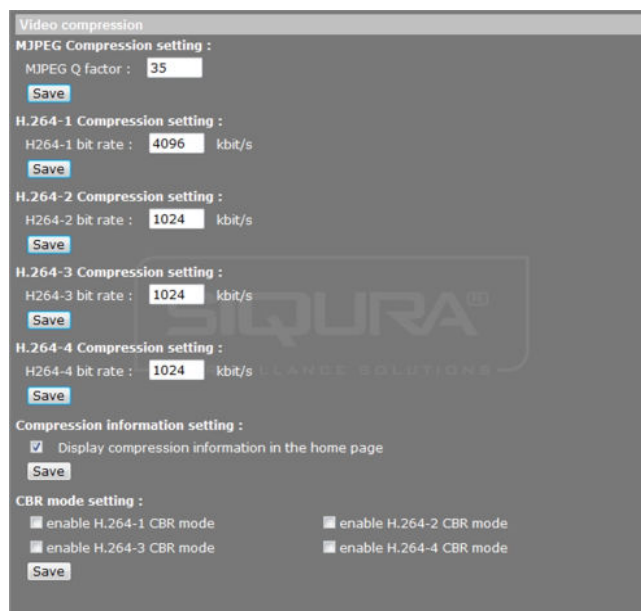 Video compression
MJPEG Compression setting :
MJPEG Q factor : 35
Save
H.264-1 Compression setting :
H264-1 bit rate : 4096 kbit/s
Save
H.264-2 Compression setting :
H264-2 bit rate : 1024 kbit/s
Save
H.264-3 Compression setting :
H264-3 bit rate : 1024 kbit/s
Save
SIQURA®
H.264-4 Compression setting :
H264-4 bit rate : 1024 kbit/s
SOLUTIONS
Save
Compression information setting :
Display compression information in the home page
Save
CBR mode setting :
enable H.264-1 CBR mode enable H.264-2 CBR mode
enable H.264-3 CBR mode enable H.264-4 CBR mode
Save